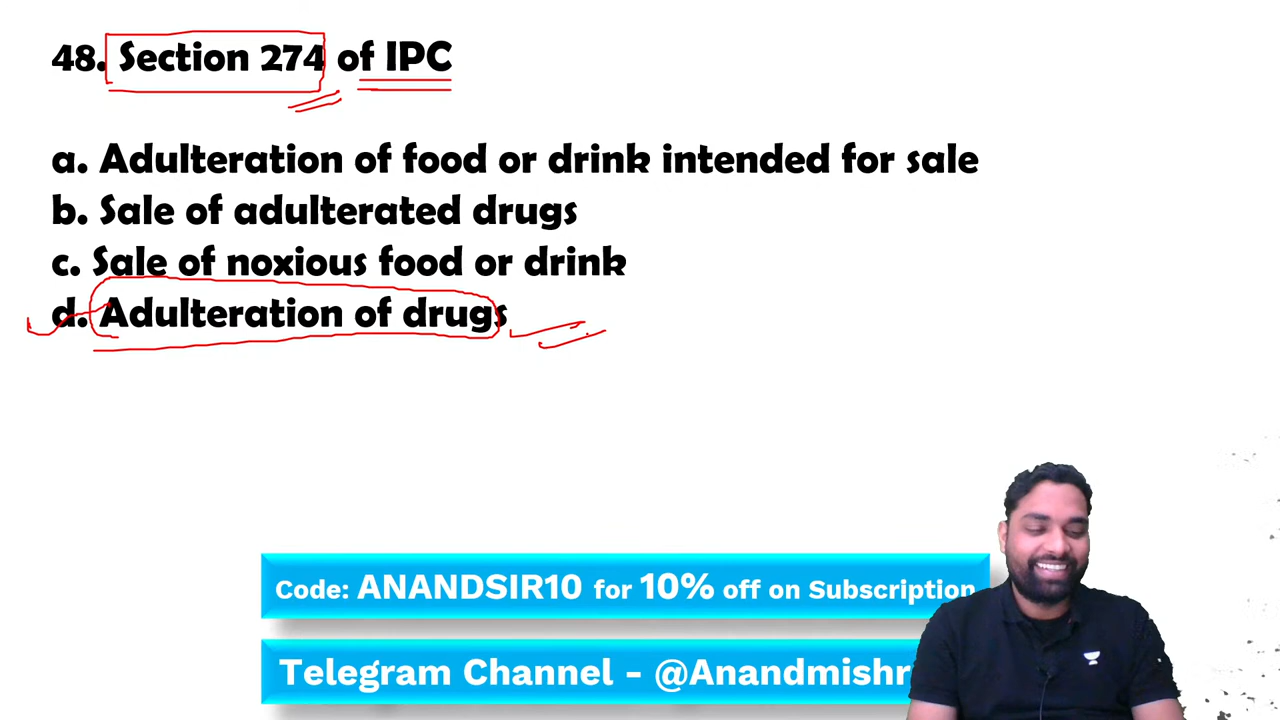 48. Section 274 of IPC
a. Adulteration of food or drink intended for sale
b. Sale of adulterated drugs
c. Sale of noxious food or drink
d. Adulteration of drugs
Code: ANANDSIR10 for 10% off on Subscription
Telegram Channel - @Anandmishr